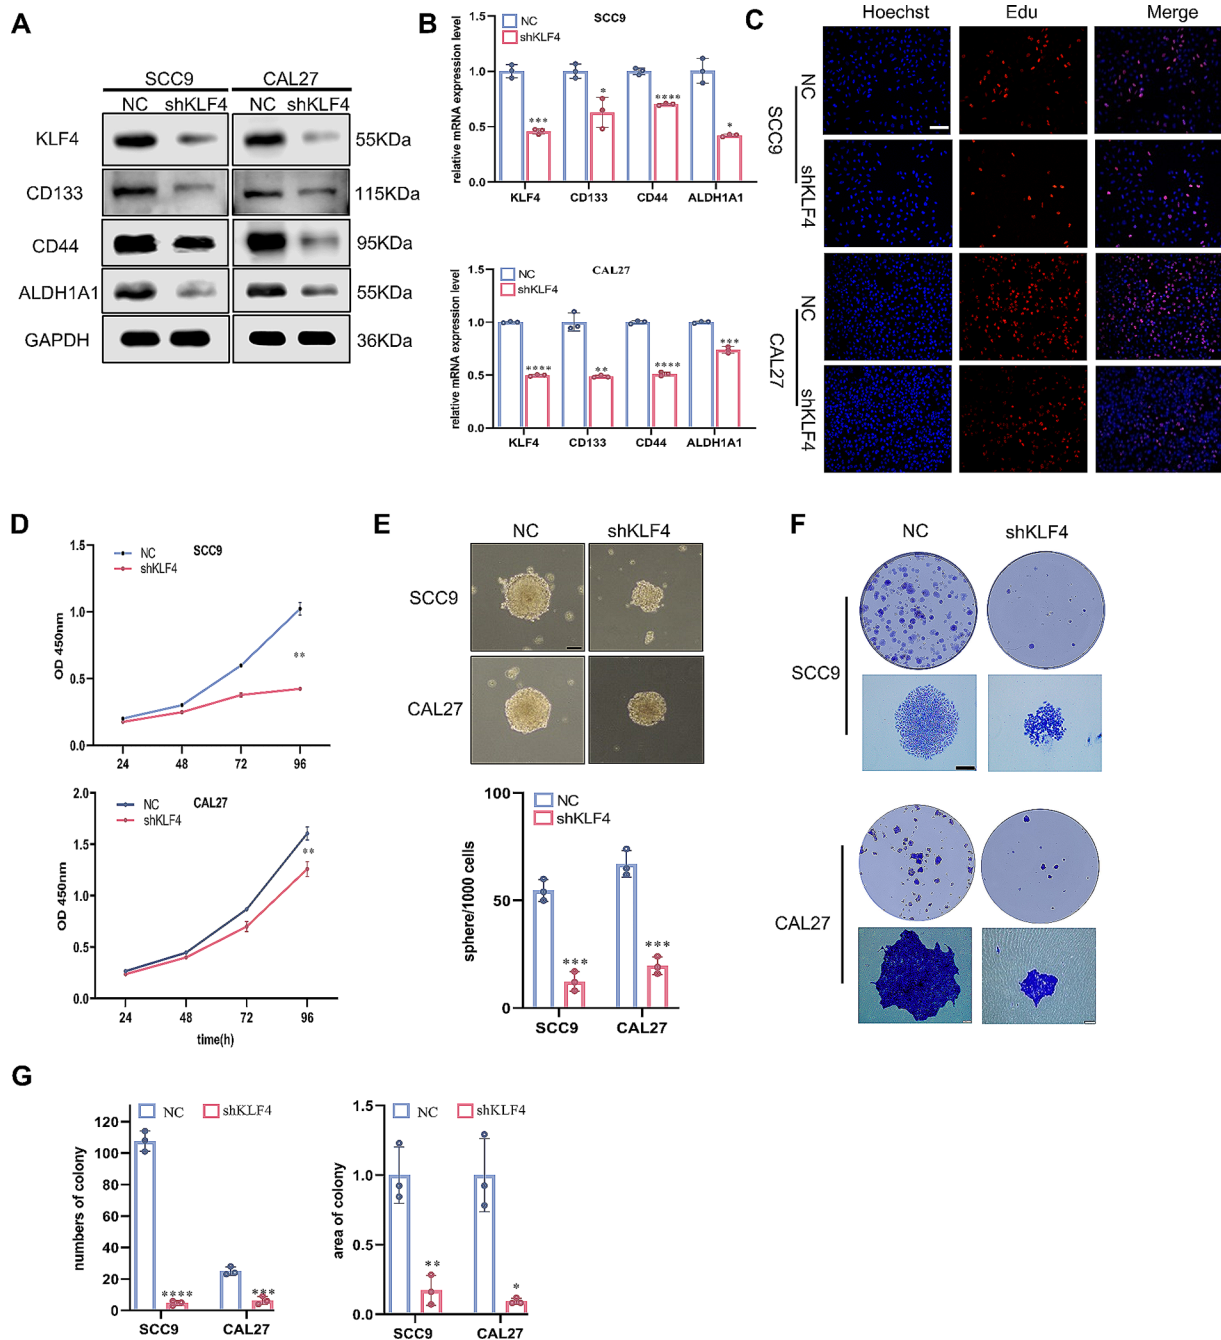 A
SCC9 CAL27
NC shKLF4 NC shKLF4
KLF4 55KDa
CD133 115KDa
CD44 95KDa
ALDH1A1 55KDa
GAPDH 36KDa
B
SCC9
NC
shKLF4
relative mRNA expression level
1.5
1.0
0.5
0.0
*** * **** *
KLF4 CD133 CD44 ALDH1A1
CAL27
NC
shKLF4
relative mRNA expression level
1.5
1.0
0.5
0.0
**** ** **** ***
KLF4 CD133 CD44 ALDH1A1
C
Hoechst Edu Merge
SCC9
NC
shKLF4
CAL27
NC
shKLF4
D
SCC9
NC
shKLF4
OD 450nm
1.5
1.0
0.5
0.0
**
24 48 72 96
CAL27
NC
shKLF4
OD 450nm
2.0
1.5
1.0
0.5
0.0
**
24 48 72 96
time(h)
E
NC shKLF4
SCC9
CAL27
NC
shKLF4
sphere/1000 cells
100
50
0
*** ***
SCC9 CAL27
F
NC shKLF4
SCC9
CAL27
G
NC shKLF4
numbers of colony
120
100
80
60
40
20
0
**** ***
SCC9 CAL27
NC shKLF4
area of colony
1.5
1.0
0.5
0.0
** *
SCC9 CAL27